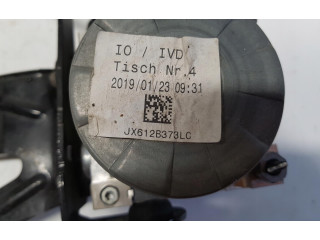 IO / IVD
Tisch Nr.4
2019/01/23 09:31
JX612B373LC